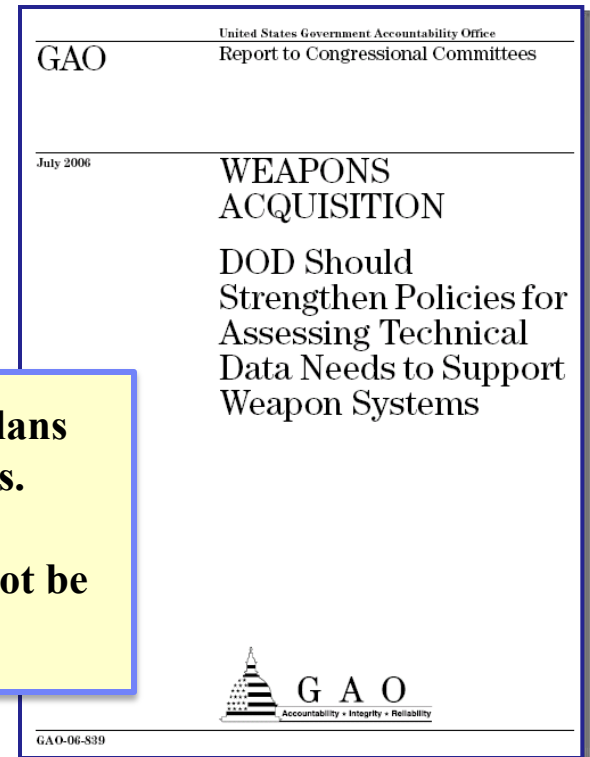 United States Government Accountability Office
GAO
Report to Congressional Committees
July 2006
WEAPONS
ACQUISITION
DOD Should
Strengthen Policies for
Assessing Technical
Data Needs to Support
Weapon Systems
lans
s.
ot be
G A O
Accountability * Integrity * Reliability
GAO-06-839